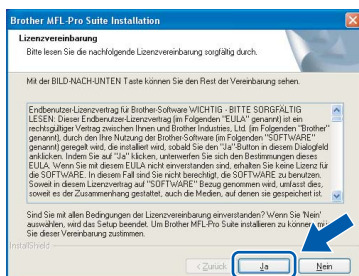 Brother MFL-Pro Suite Installation
Lizenzvereinbarung
Bitte lesen Sie die nachfolgende Lizenzvereinbarung sorgfältig durch.
Mit der BILD-NACH-UNTEN Taste können Sie den Rest der Vereinbarung sehen.
Endbenutzer-Lizenzvertrag für Brother-Software WICHTIG - BITTE SORGFÄLTIG
LESEN: Dieser Endbenutzer-Lizenzvertrag (im Folgenden "EULA" genannt) ist ein
rechtsgültiger Vertrag zwischen Ihnen und Brother Industries, Ltd. (im Folgenden "Brother"
genannt), durch den Ihre Nutzung der Brother-Software (im Folgenden "SOFTWARE"
genannt) geregelt wird, die installiert wird, sobald Sie den "Ja"-Button in diesem Dialogfeld
anklicken. Indem Sie auf "Ja" klicken, unterwerfen Sie sich den Bestimmungen dieses
EULA. Wenn Sie mit diesem EULA nicht einverstanden sind, erhalten Sie keine Lizenz für
die SOFTWARE. In diesem Fall sind Sie nicht berechtigt, die SOFTWARE zu benutzen.
Soweit in diesem Lizenzvertrag auf "SOFTWARE" Bezug genommen wird, umfasst dies,
soweit es der Zusammenhang gestattet, auch die Medien, auf denen sie gespeichert ist.
Sind Sie mit allen Bedingungen der Lizenzvereinbarung einverstanden? Wenn Sie 'Nein'
auswählen, wird das Setup beendet. Um Brother MFL-Pro Suite installieren zu können,
Sie dieser Vereinbarung zustimmen.
InstallShield
< Zurück
Ja
Nein